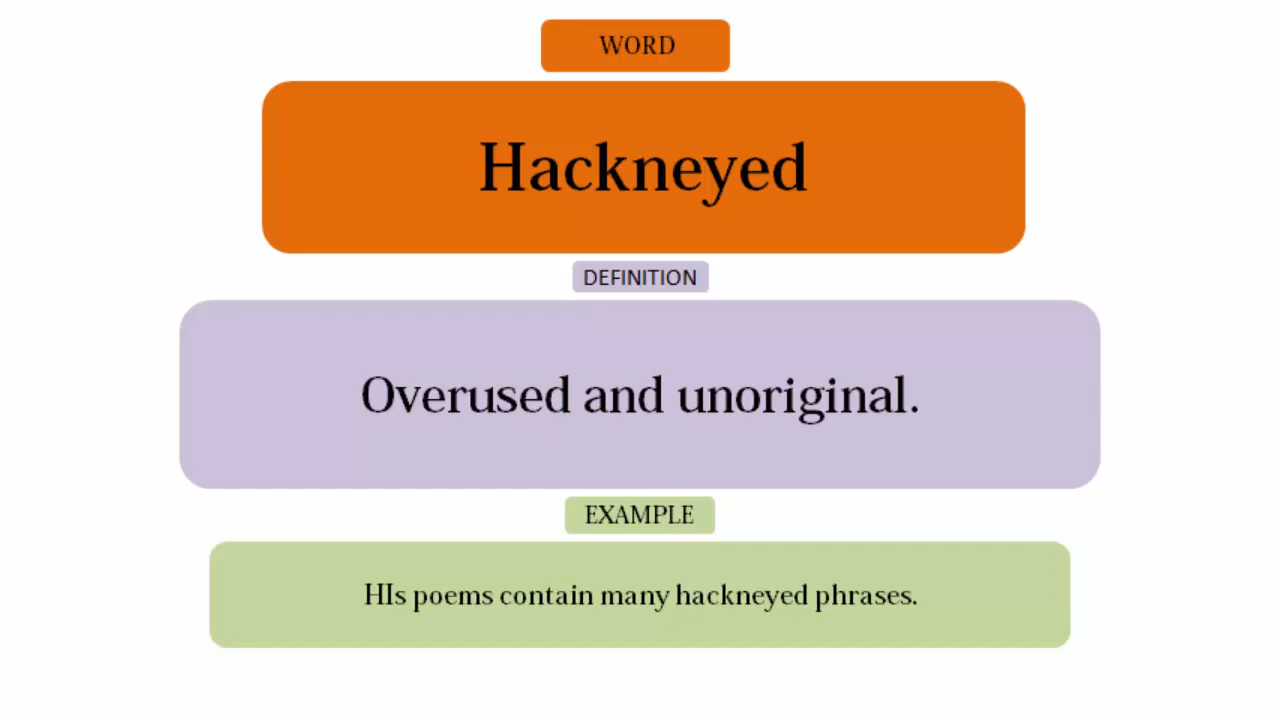 WORD
Hackneyed
DEFINITION
Overused and unoriginal.
EXAMPLE
HIs poems contain many hackneyed phrases.